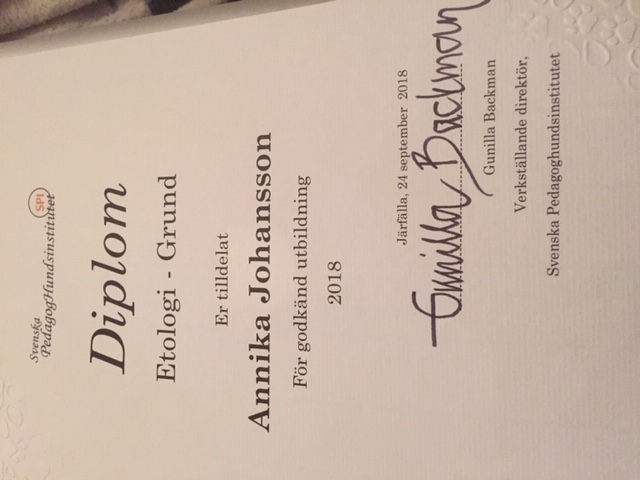 Svenska
PedagogHundsinstitutet
SPI
Diplom
Etologi - Grund
Er tilldelat
Annika Johansson
För godkänd utbildning
2018
Järfälla, 24 september 2018
Gunilla Backman
Gunilla Backman
Verkställande direktör,
Svenska Pedagoghundsinstitutet